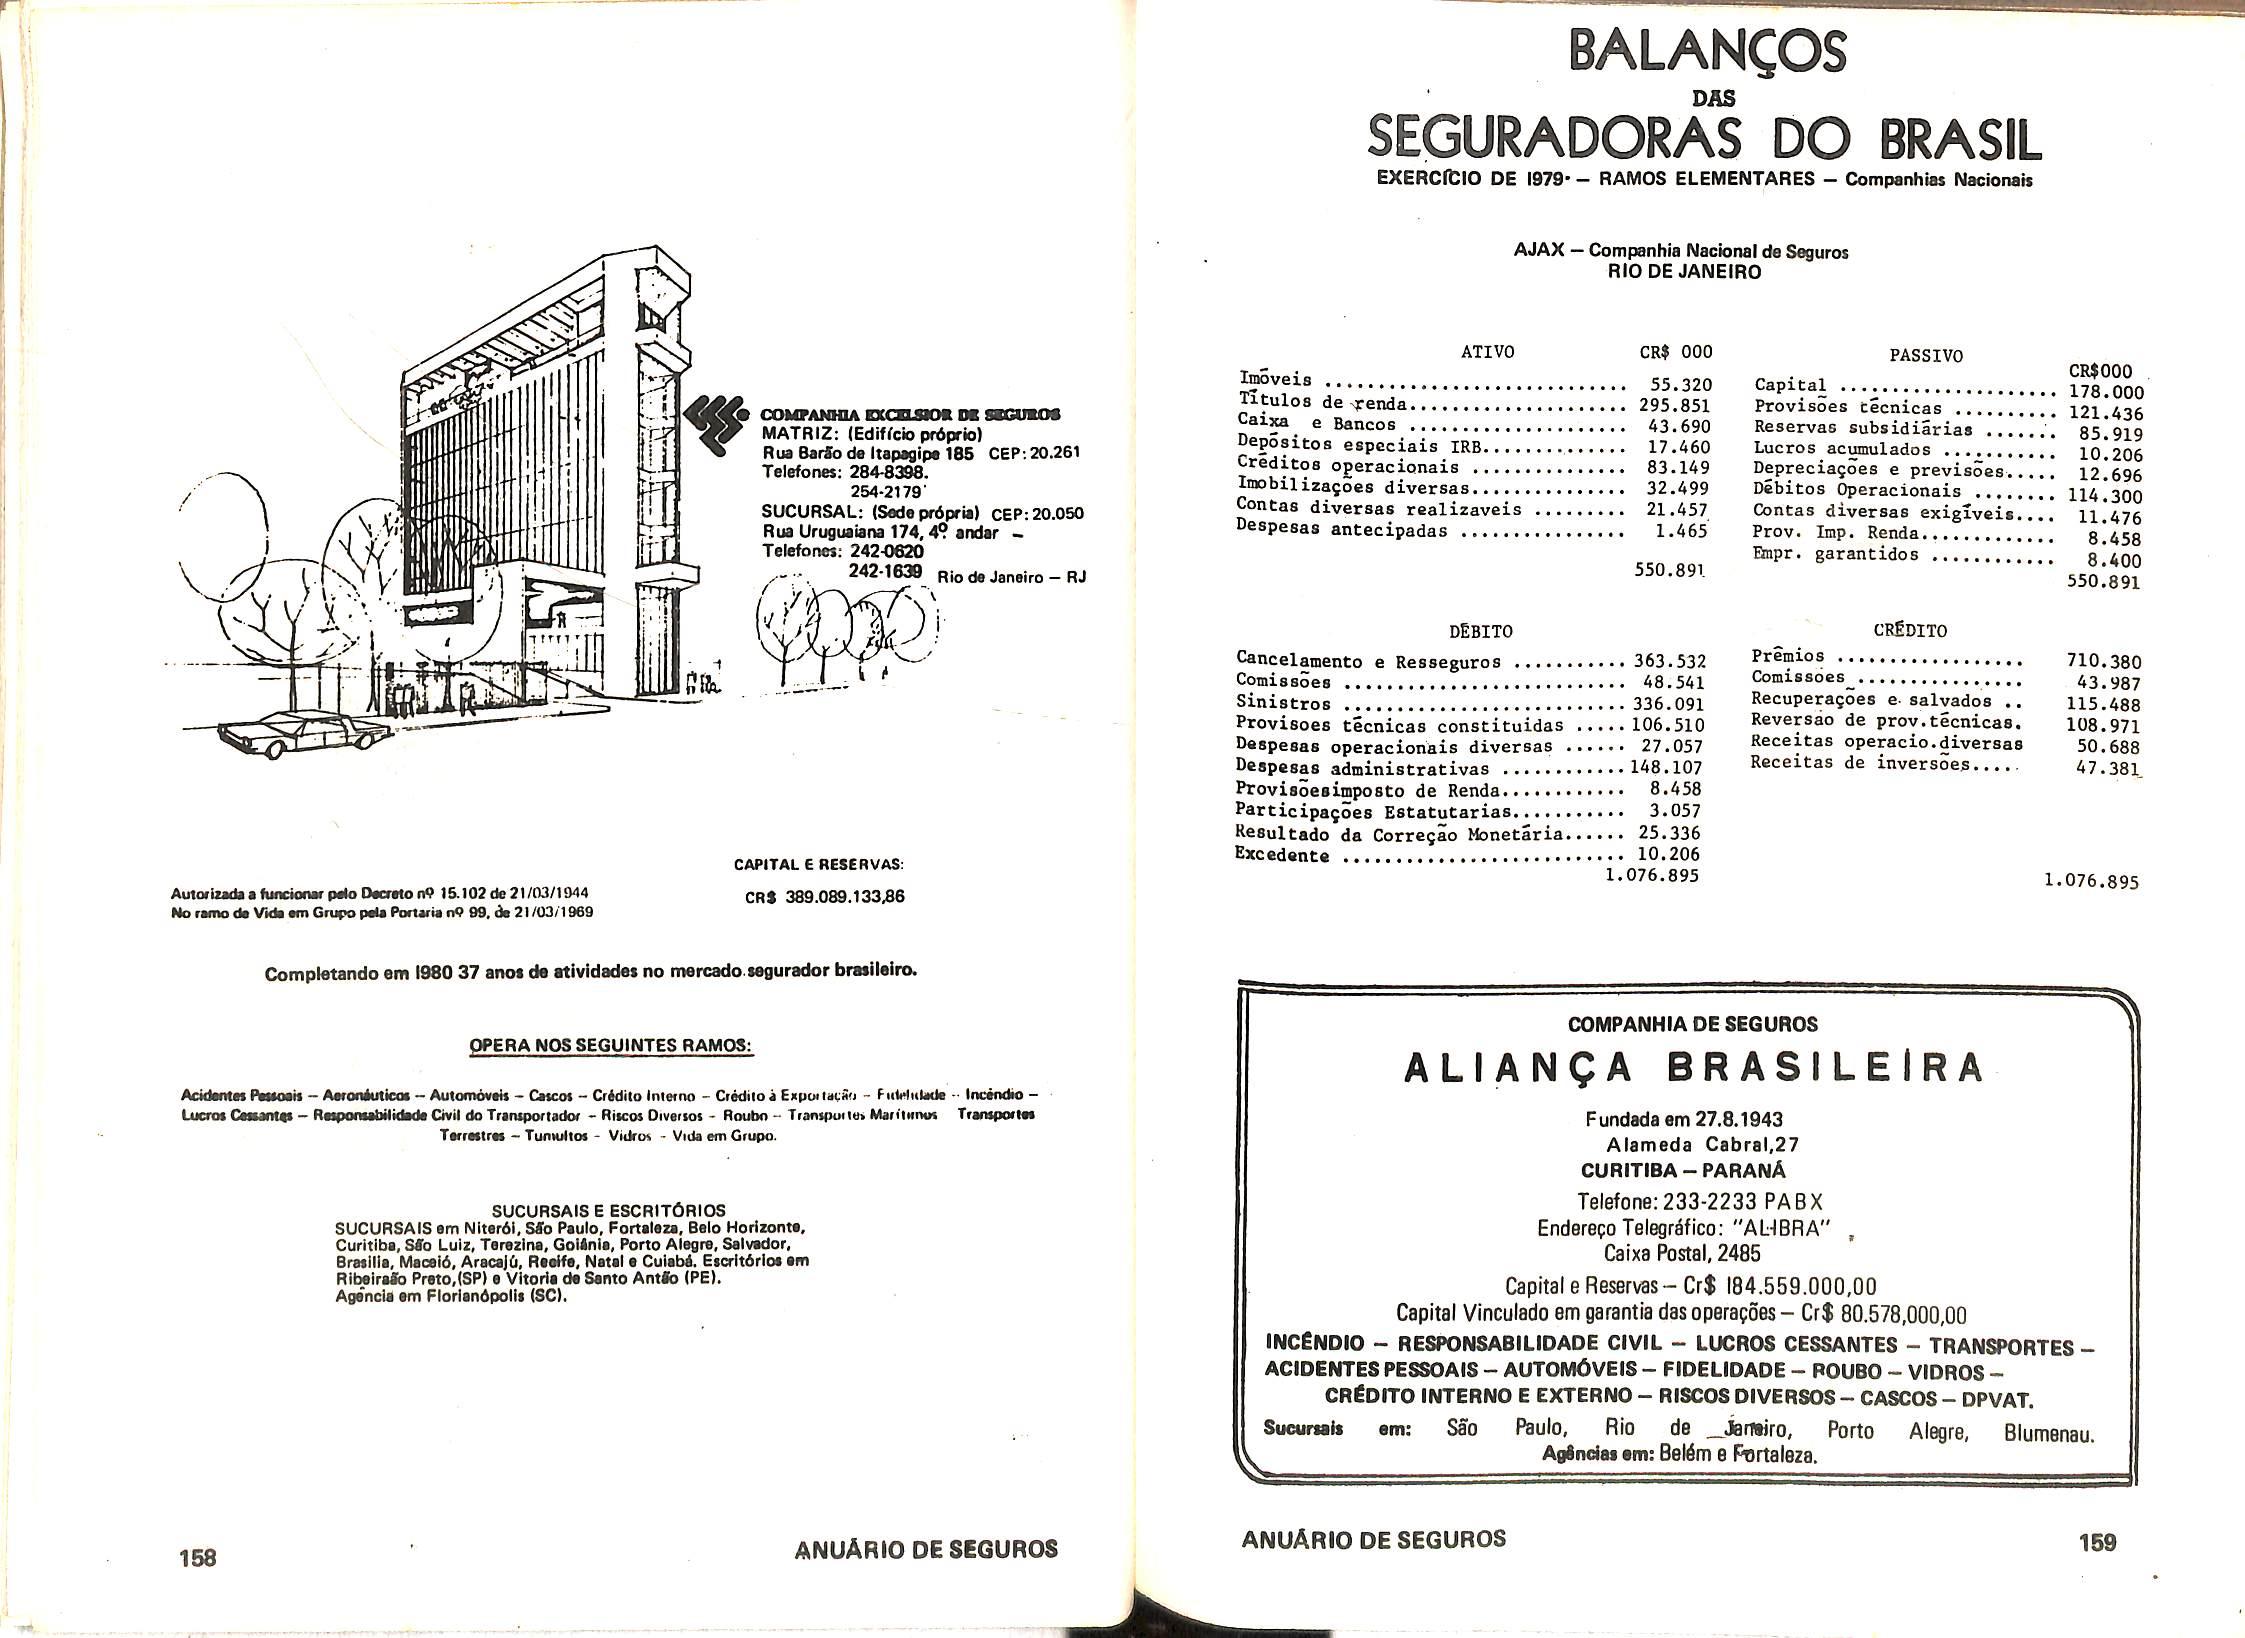 COMPANHIA EXCELSIOR DE SEGUROS
MATRIZ: (Edifício próprio)
Rua Barão de Itapagipe 185 CEP: 20.261
Telefones: 284-8398.
254-2179
SUCURSAL: (Sede própria) CEP: 20.050
Rua Uruguaiana 174, 4º andar –
Telefones: 242-0620
242-1639 Rio de Janeiro – RJ
CAPITAL E RESERVAS:
CR$ 389.089.133,86
Autorizada a funcionar pelo Decreto nº 15.102 de 21/03/1944
No ramo de Vida em Grupo pela Portaria nº 99, de 21/03/1969
Completando em 1980 37 anos de atividades no mercado segurador brasileiro.
OPERA NOS SEGUINTES RAMOS:
Acidentes Pessoais – Aeronáuticos – Automóveis – Cascos – Crédito Interno – Crédito à Exportação – Fidelidade – Incêndio –
Lucros Cessantes – Responsabilidade Civil do Transportador – Riscos Diversos – Roubo – Transportes Marítimos Transportes
Terrestres – Tumultos – Vidros – Vida em Grupo.
SUCURSAIS E ESCRITÓRIOS
SUCURSAIS em Niterói, São Paulo, Fortaleza, Belo Horizonte,
Curitiba, São Luiz, Terezina, Goiânia, Porto Alegre, Salvador,
Brasilia, Maceió, Aracajú, Recife, Natal e Cuiabá. Escritórios em
Ribeirão Preto,(SP) e Vitoria de Santo Antão (PE).
Agência em Florianópolis (SC).
158
ANUÁRIO DE SEGUROS
BALANÇOS
DAS
SEGURADORAS DO BRASIL
EXERCÍCIO DE 1979 – RAMOS ELEMENTARES – Companhias Nacionais
AJAX – Companhia Nacional de Seguros
RIO DE JANEIRO
ATIVO CR$ 000
Imõveis ............................. 55.320
Tītulos de renda..................... 295.851
Caixa e Bancos ..................... 43.690
Depõsitos especiais IRB.............. 17.460
Crēditos operacionais ............... 83.149
Imobilizações diversas............... 32.499
Contas diversas realizaveis ......... 21.457
Despesas antecipadas ................ 1.465
550.891
PASSIVO
CR$000
Capital ..................... 178.000
Provisões tēcnicas .......... 121.436
Reservas subsidiārias ....... 85.919
Lucros acumulados ........... 10.206
Depreciações e previsões..... 12.696
Dēbitos Operacionais ........ 114.300
Contas diversas exigīveis.... 11.476
Prov. Imp. Renda............. 8.458
Empr. garantidos ............ 8.400
550.891
DĒBITO
Cancelamento e Resseguros ........... 363.532
Comissões ........................... 48.541
Sinistros ........................... 336.091
Provisoes tēcnicas constituidas ..... 106.510
Despesas operacionais diversas ...... 27.057
Despesas administrativas ............ 148.107
Provisõesimposto de Renda............ 8.458
Participações Estatutarias........... 3.057
Resultado da Correção Monetāria...... 25.336
Excedente ........................... 10.206
1.076.895
CRĒDITO
Prēmios .................. 710.380
Comissões ................ 43.987
Recuperações e salvados .. 115.488
Reversão de prov.tēcnicas. 108.971
Receitas operacio.diversas 50.688
Receitas de inversões..... 47.381
1.076.895
COMPANHIA DE SEGUROS
ALIANÇA BRASILEIRA
Fundada em 27.8.1943
Alameda Cabral,27
CURITIBA – PARANÁ
Telefone: 233-2233 PABX
Endereço Telegráfico: "ALIBRA"
Caixa Postal, 2485
Capital e Reservas – Cr$ 184.559.000,00
Capital Vinculado em garantia das operações – Cr$ 80.578,000,00
INCÊNDIO – RESPONSABILIDADE CIVIL – LUCROS CESSANTES – TRANSPORTES –
ACIDENTES PESSOAIS – AUTOMÓVEIS – FIDELIDADE – ROUBO – VIDROS –
CRÉDITO INTERNO E EXTERNO – RISCOS DIVERSOS – CASCOS – DPVAT.
Sucursais em: São Paulo, Rio de Janeiro, Porto Alegre, Blumenau.
Agências em: Belém e Fortaleza.
ANUÁRIO DE SEGUROS
159